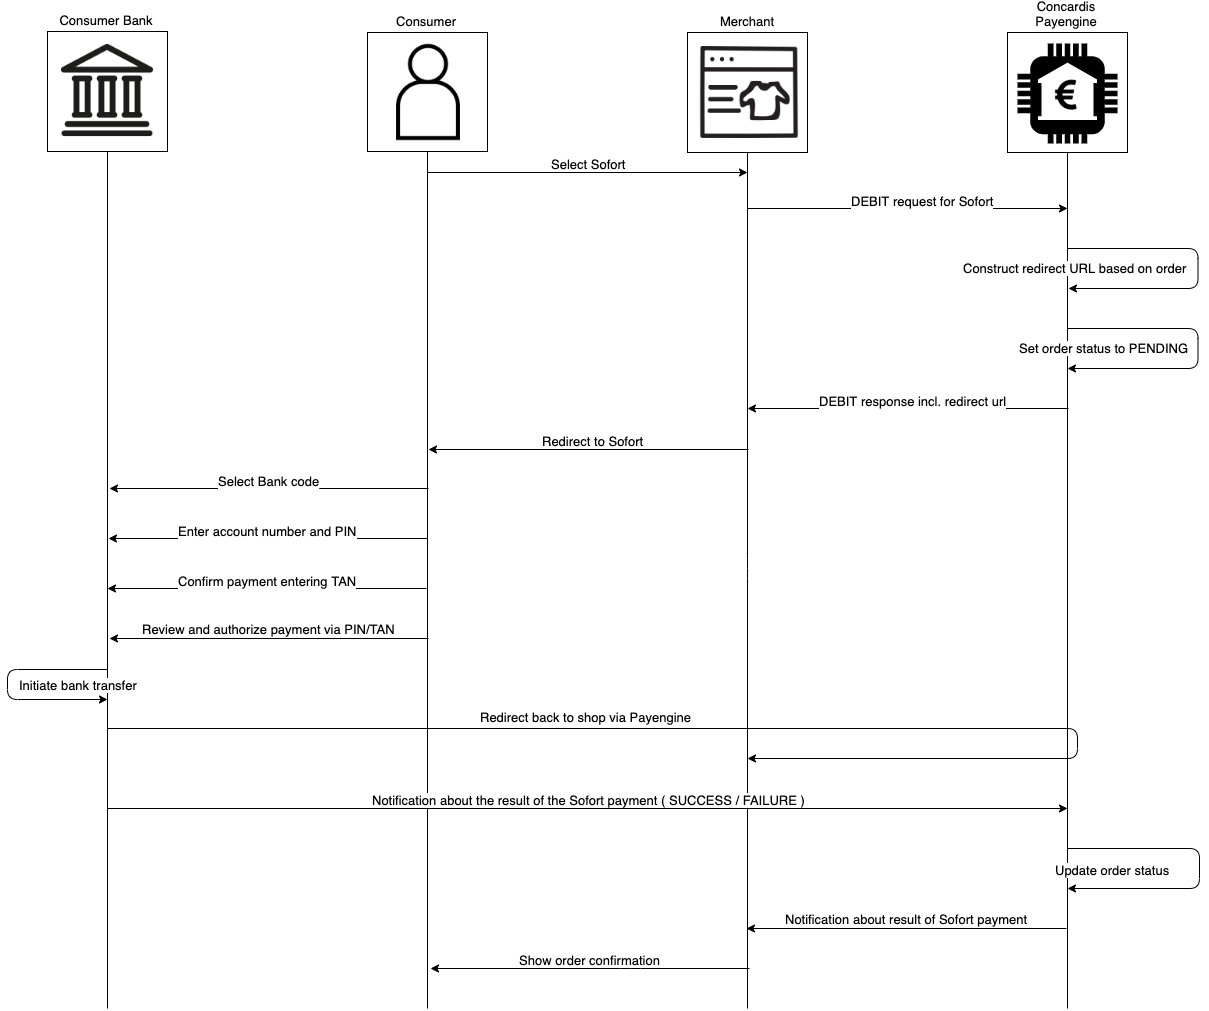 Consumer Bank
Consumer
Merchant
Concardis
Payengine
€
Select Sofort
DEBIT request for Sofort
Construct redirect URL based on order
Set order status to PENDING
DEBIT response incl. redirect url
Redirect to Sofort
Select Bank code
Enter account number and PIN
Confirm payment entering TAN
Review and authorize payment via PIN/TAN
Initiate bank transfer
Redirect back to shop via Payengine
Notification about the result of the Sofort payment ( SUCCESS / FAILURE )
Update order status
Notification about result of Sofort payment
Show order confirmation